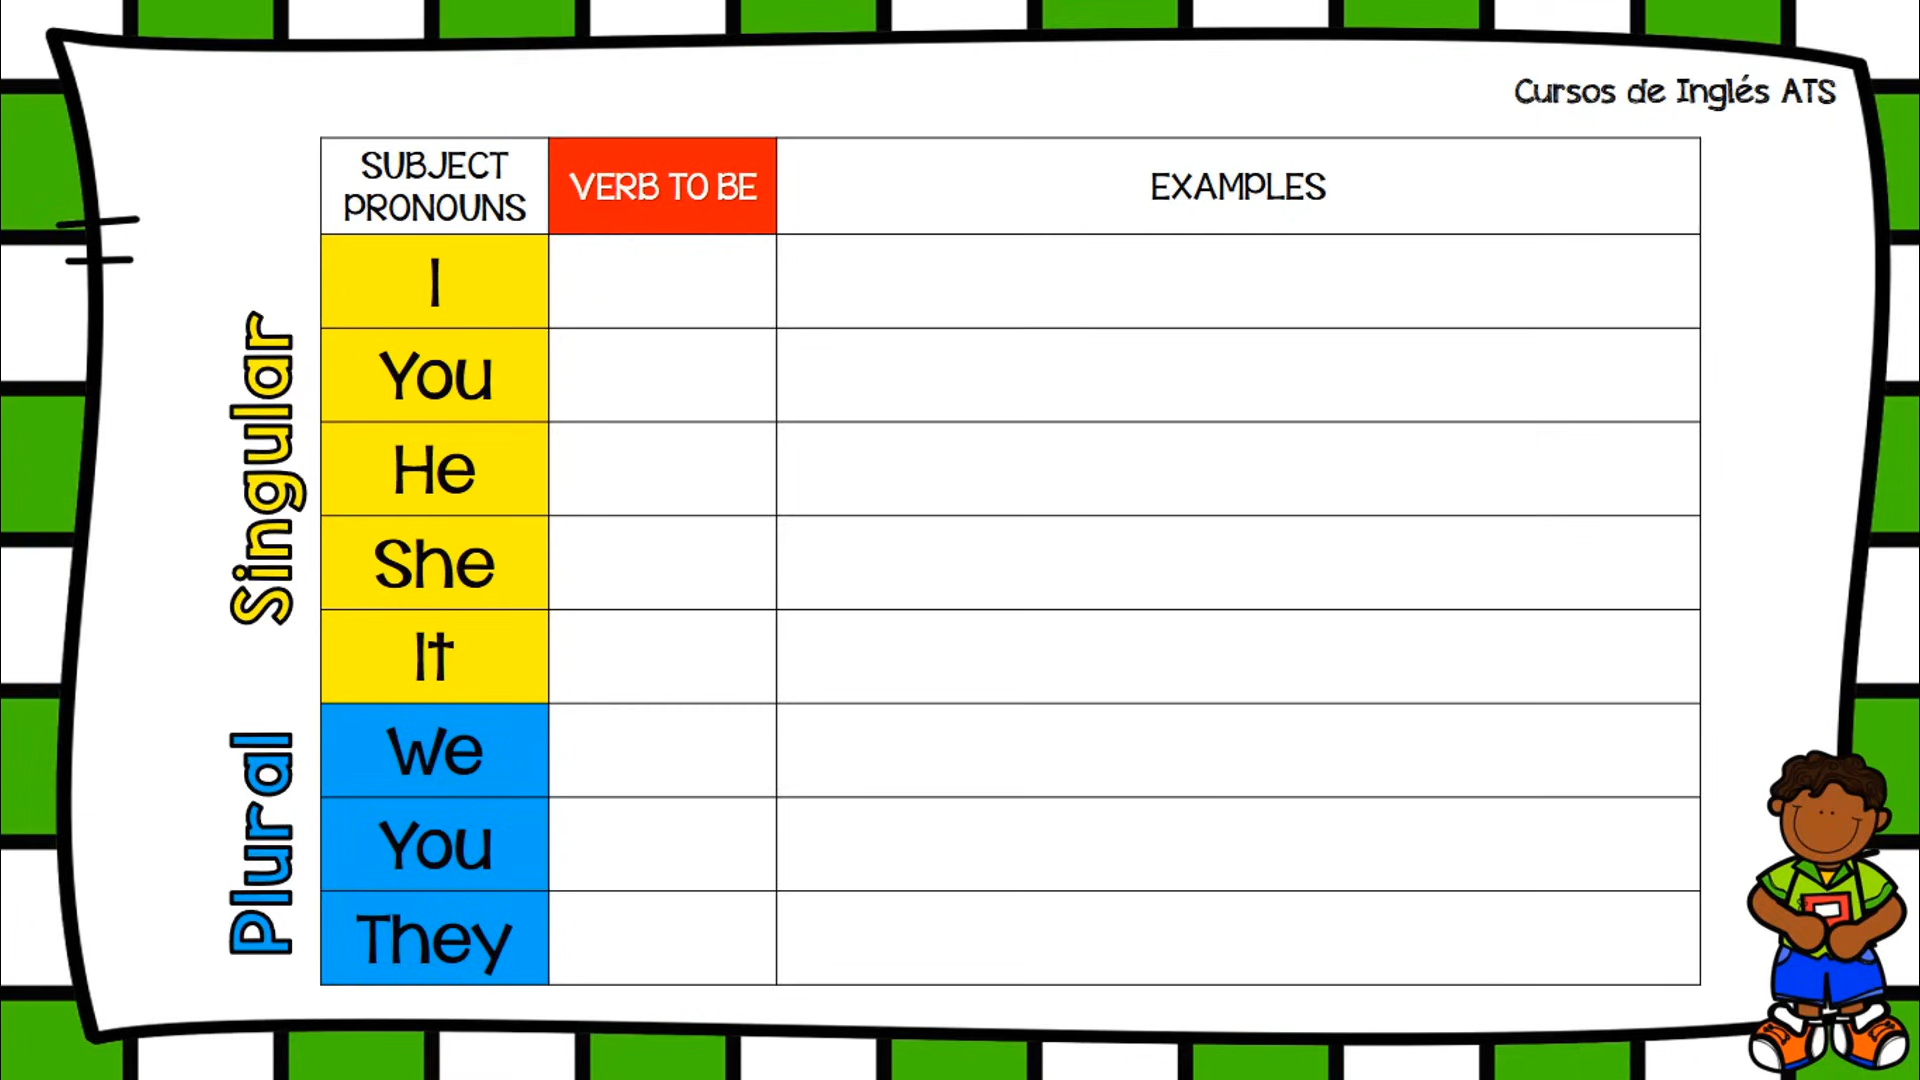 Cursos de Inglés ATS
SUBJECT
PRONOUNS
VERB TO BE
EXAMPLES
Singular
I
You
He
She
It
Plural
We
You
They